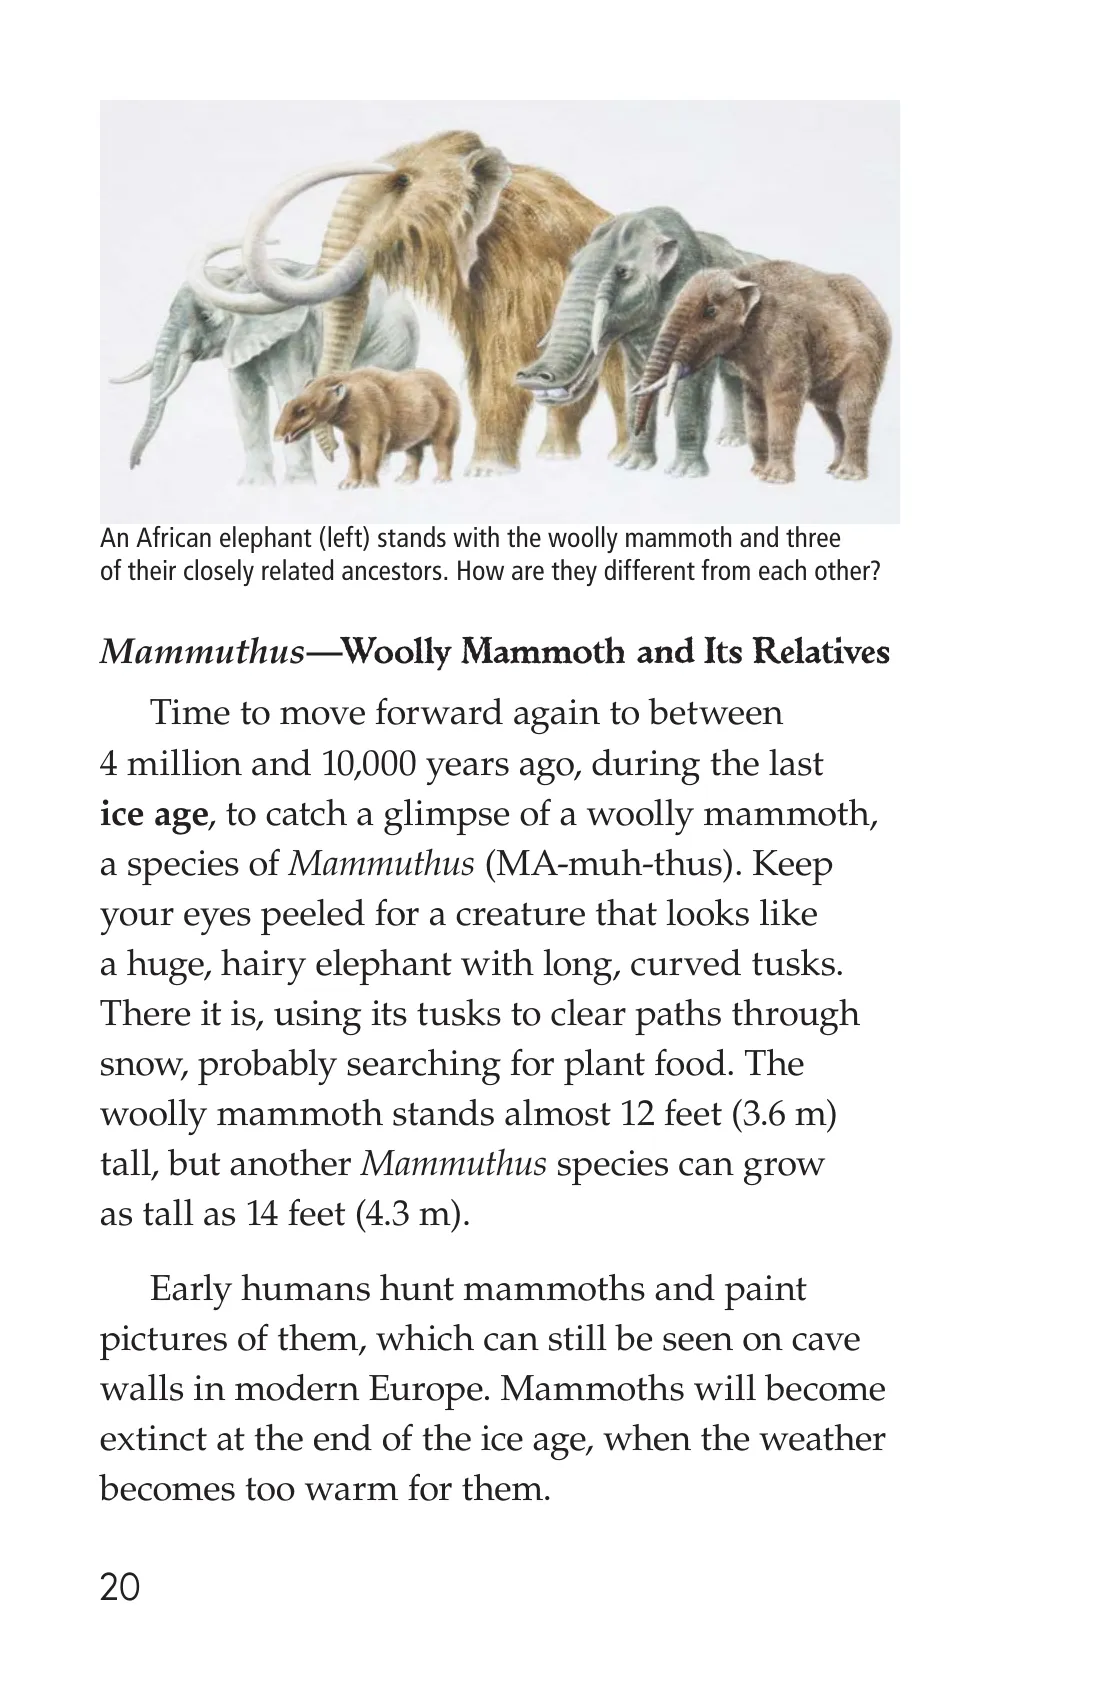 An African elephant (left) stands with the woolly mammoth and three
of their closely related ancestors. How are they different from each other?
Mammuthus—Woolly Mammoth and Its Relatives
Time to move forward again to between
4 million and 10,000 years ago, during the last
ice age, to catch a glimpse of a woolly mammoth,
a species of Mammuthus (MA-muh-thus). Keep
your eyes peeled for a creature that looks like
a huge, hairy elephant with long, curved tusks.
There it is, using its tusks to clear paths through
snow, probably searching for plant food. The
woolly mammoth stands almost 12 feet (3.6 m)
tall, but another Mammuthus species can grow
as tall as 14 feet (4.3 m).
Early humans hunt mammoths and paint
pictures of them, which can still be seen on cave
walls in modern Europe. Mammoths will become
extinct at the end of the ice age, when the weather
becomes too warm for them.
20